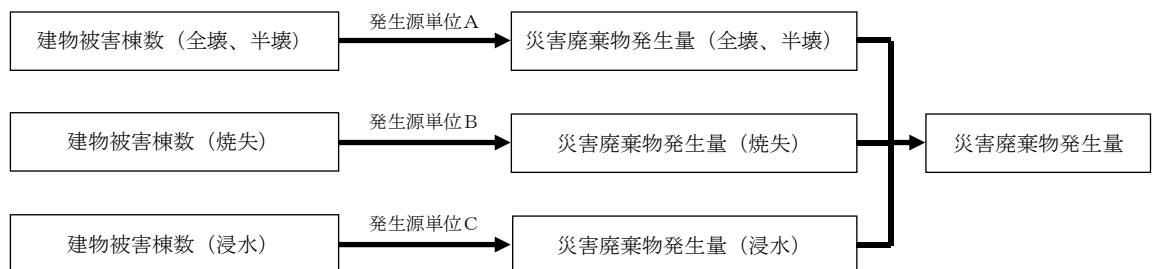 建物被害棟数（全壊、半壊）
発生源単位A
災害廃棄物発生量（全壊、半壊）
建物被害棟数（焼失）
発生源単位B
災害廃棄物発生量（焼失）
災害廃棄物発生量
建物被害棟数（浸水）
発生源単位C
災害廃棄物発生量（浸水）